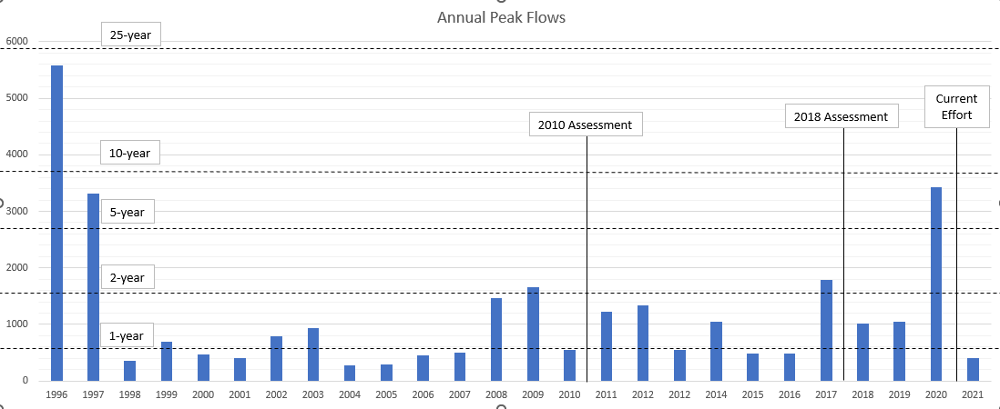 Annual Peak Flows
25-year
6000
5000
Current
Effort
2018 Assessment
2010 Assessment
4000
10-year
3000
5-year
2000
2-year
1000
1-year
0
1996 1997 1998 1999 2000 2001 2002 2003 2004 2005 2006 2007 2008 2009 2010 2011 2012 2012 2014 2015 2016 2017 2018 2019 2020 2021